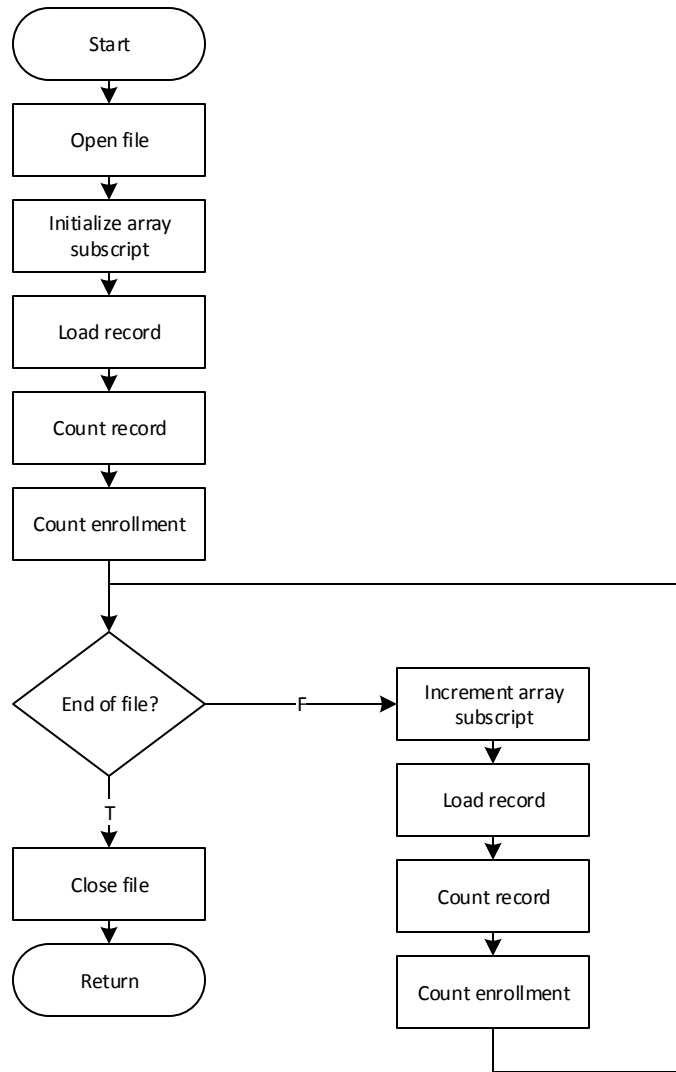 Start
Open file
Initialize array
subscript
Load record
Count record
Count enrollment
End of file?
F
Increment array
subscript
Load record
Count record
Count enrollment
T
Close file
Return